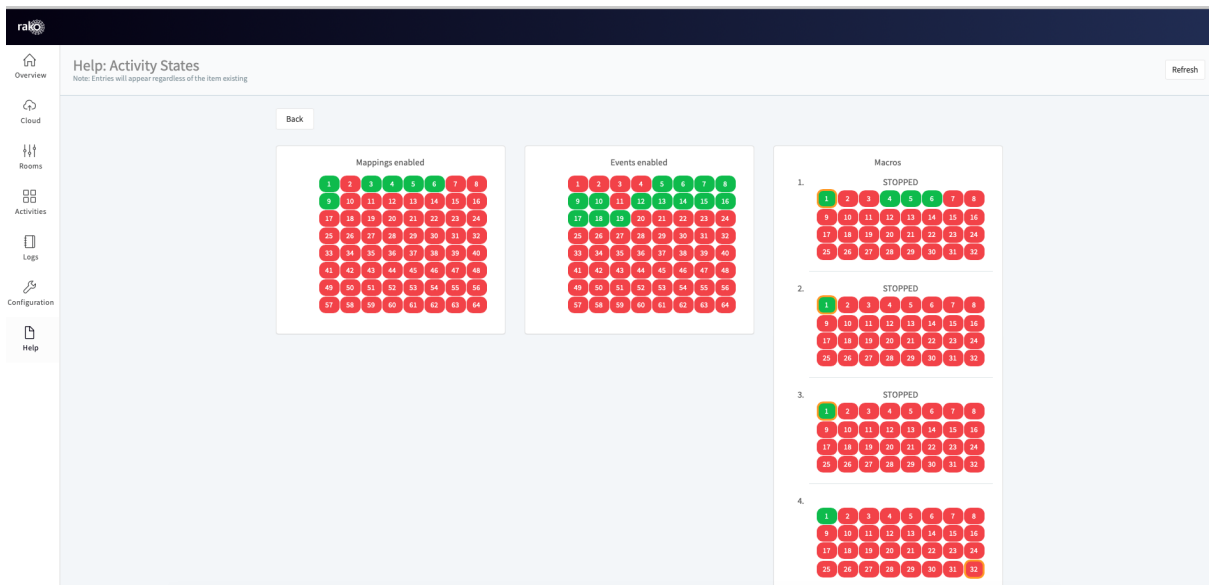 rako
Overview
Cloud
Rooms
Activities
Logs
Configuration
Help
Help: Activity States
Note: Entries will appear regardless of the item existing
Refresh
Back
Mappings enabled
1 2 3 4 5 6 7 8
9 10 11 12 13 14 15 16
17 18 19 20 21 22 23 24
25 26 27 28 29 30 31 32
33 34 35 36 37 38 39 40
41 42 43 44 45 46 47 48
49 50 51 52 53 54 55 56
57 58 59 60 61 62 63 64
Events enabled
1 2 3 4 5 6 7 8
9 10 11 12 13 14 15 16
17 18 19 20 21 22 23 24
25 26 27 28 29 30 31 32
33 34 35 36 37 38 39 40
41 42 43 44 45 46 47 48
49 50 51 52 53 54 55 56
57 58 59 60 61 62 63 64
Macros
1. STOPPED
1 2 3 4 5 6 7 8
9 10 11 12 13 14 15 16
17 18 19 20 21 22 23 24
25 26 27 28 29 30 31 32
2. STOPPED
1 2 3 4 5 6 7 8
9 10 11 12 13 14 15 16
17 18 19 20 21 22 23 24
25 26 27 28 29 30 31 32
3. STOPPED
1 2 3 4 5 6 7 8
9 10 11 12 13 14 15 16
17 18 19 20 21 22 23 24
25 26 27 28 29 30 31 32
4.
1 2 3 4 5 6 7 8
9 10 11 12 13 14 15 16
17 18 19 20 21 22 23 24
25 26 27 28 29 30 31 32